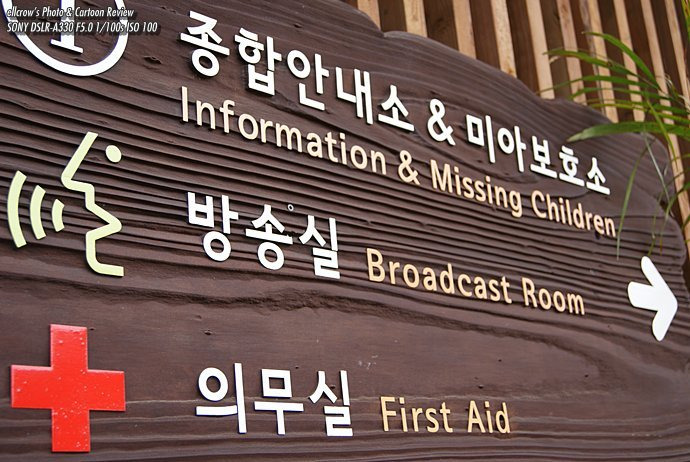 ellcrow's Photo & Cartoon Review
SONY DSLR-A330 F5.0 1/100s ISO 100
종합안내소 & 미아보호소
Information & Missing Children
방송실 Broadcast Room
의무실 First Aid